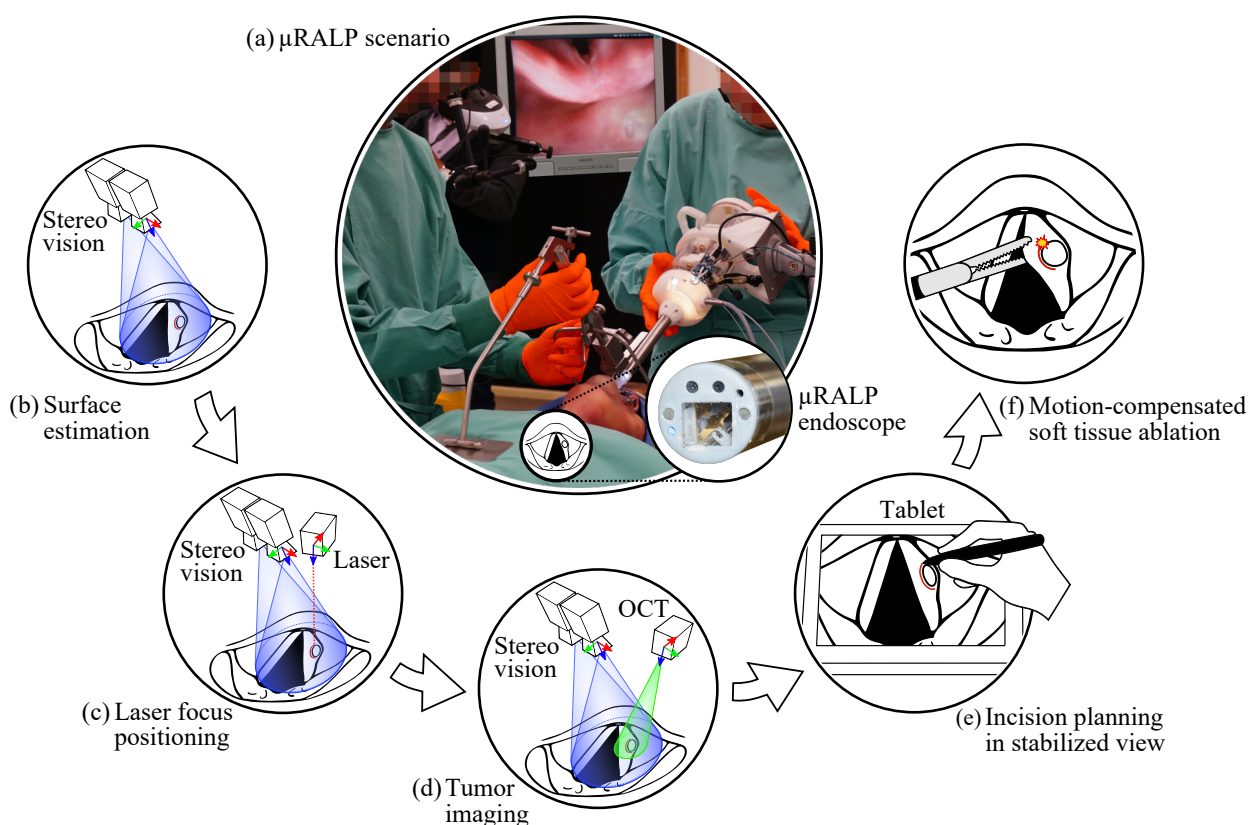 (a) µRALP scenario
Stereo
vision
(b) Surface
estimation
µRALP
endoscope
(f) Motion-compensated
soft tissue ablation
Stereo
vision
Laser
(c) Laser focus
positioning
Stereo
vision
OCT
(d) Tumor
imaging
Tablet
(e) Incision planning
in stabilized view